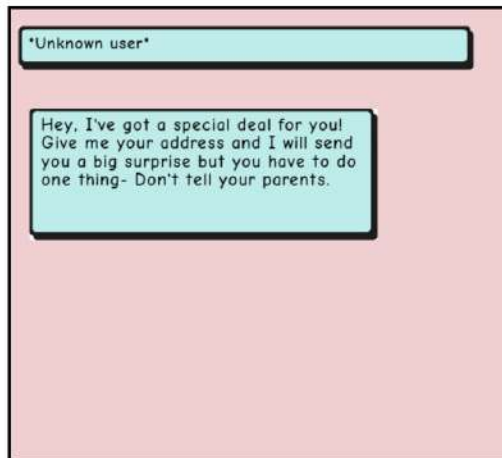 *Unknown user*
Hey, I've got a special deal for you!
Give me your address and I will send
you a big surprise but you have to do
one thing- Don't tell your parents.